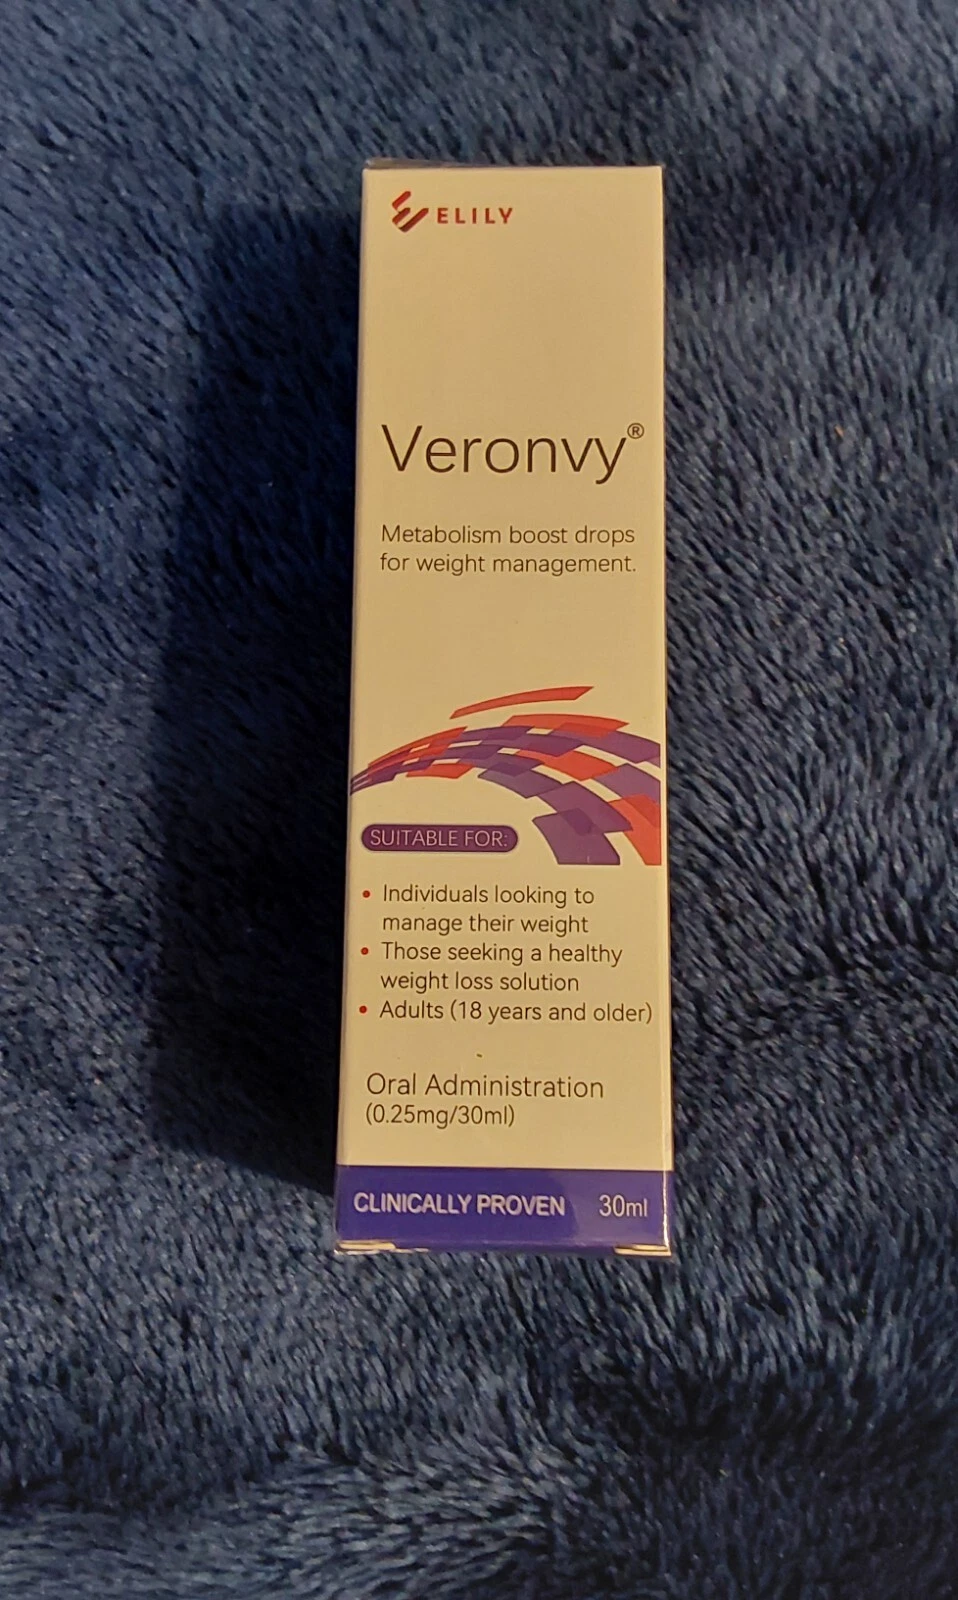 ELILY
Veronvy®
Metabolism boost drops
for weight management.
SUITABLE FOR:
• Individuals looking to
manage their weight
• Those seeking a healthy
weight loss solution
• Adults (18 years and older)
Oral Administration
(0.25mg/30ml)
CLINICALLY PROVEN 30ml